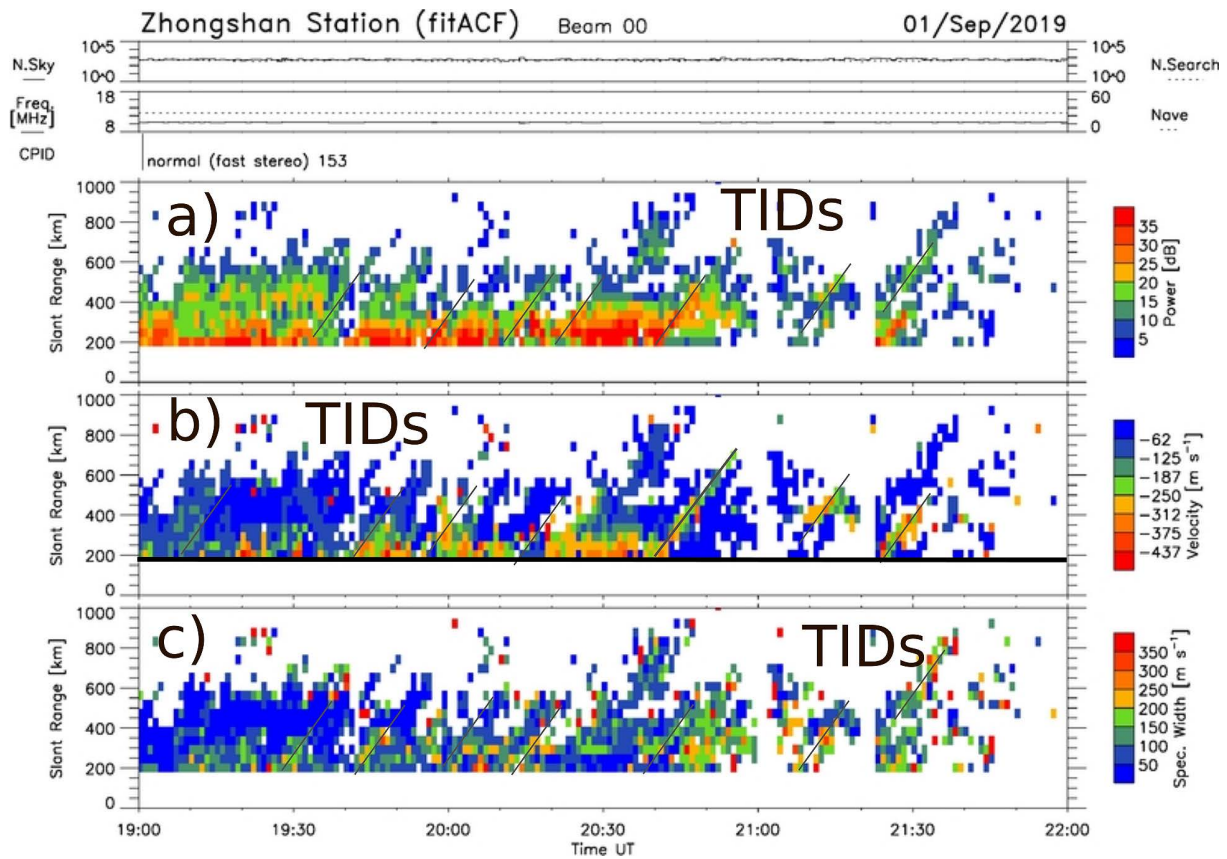 Zhongshan Station (fitACF) Beam 00 01/Sep/2019
N.Sky 10^5 10^0 10^5 10^0 N.Search
Freq. [MHz] 18 8 60 0 Nave
CPID normal (fast stereo) 153
a) TIDs
Slant Range [km]
1000
800
600
400
200
0
35
30
25
20
15
10
5
Power [dB]
b) TIDs
Slant Range [km]
1000
800
600
400
200
0
-62
-125
-187
-250
-312
-375
-437
Velocity [m s⁻¹]
c) TIDs
Slant Range [km]
1000
800
600
400
200
0
350
300
250
200
150
100
50
Spec. Width [m s⁻¹]
19:00 19:30 20:00 20:30 21:00 21:30 22:00
Time UT